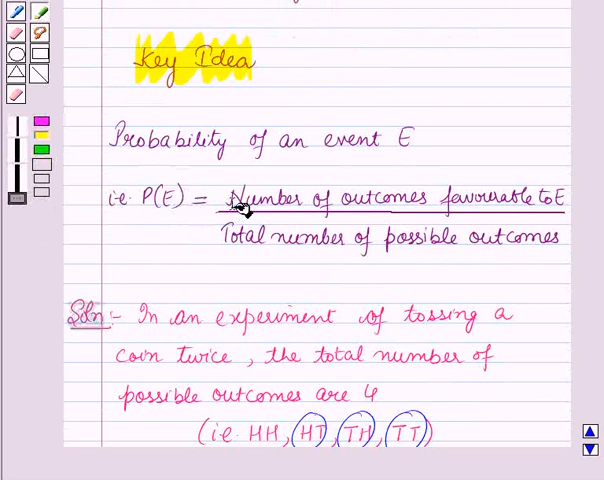 Key Idea
Probability of an event E
i.e. P(E) = Number of outcomes favourable to E
Total number of possible outcomes
Soln:- In an experiment of tossing a
coin twice, the total number of
possible outcomes are 4
(i.e. HH, HT, TH, TT)